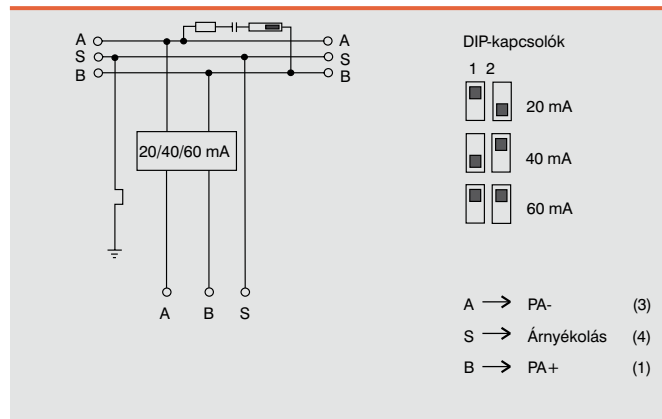 A A
S S
B B
20/40/60 mA
A B S
DIP-kapcsolók
1 2
20 mA
40 mA
60 mA
A → PA- (3)
S → Árnyékolás (4)
B → PA+ (1)